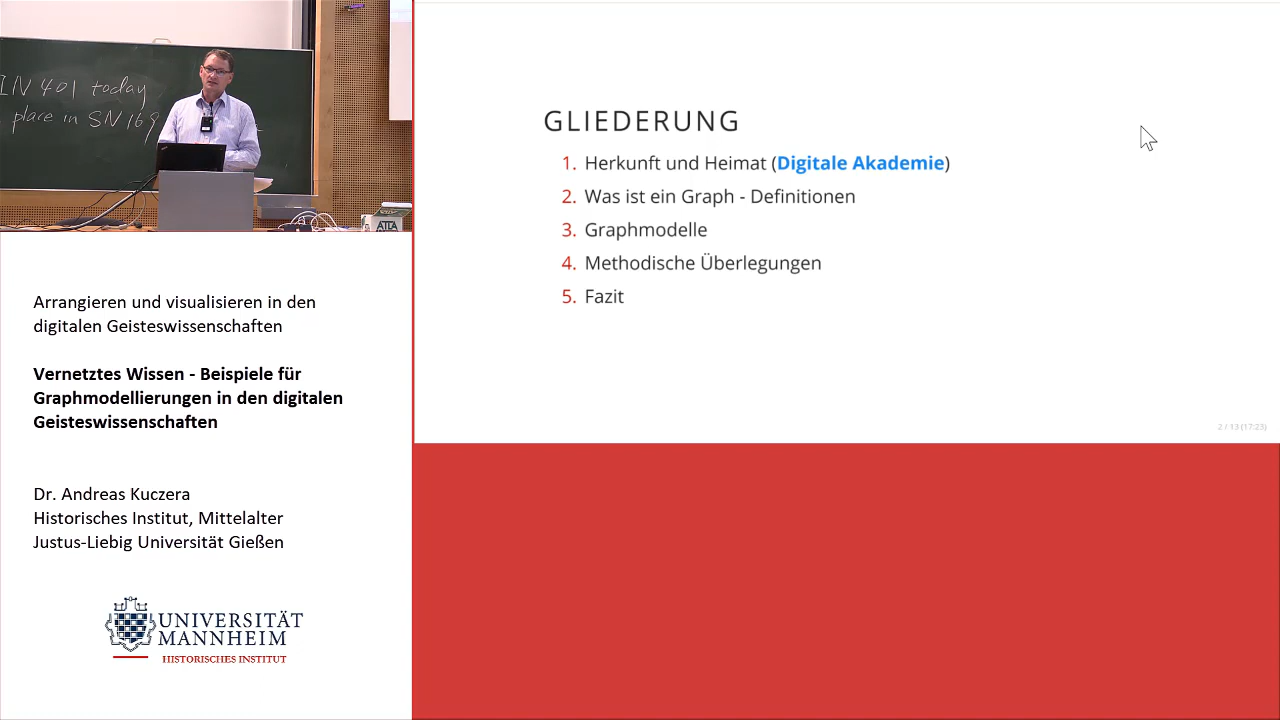 LIN 401 today
place in SN 169
ATLA
Arrangieren und visualisieren in den
digitalen Geisteswissenschaften
Vernetztes Wissen - Beispiele für
Graphmodellierungen in den digitalen
Geisteswissenschaften
Dr. Andreas Kuczera
Historisches Institut, Mittelalter
Justus-Liebig Universität Gießen
UNIVERSITÄT
MANNHEIM
HISTORISCHES INSTITUT
GLIEDERUNG
1. Herkunft und Heimat (Digitale Akademie)
2. Was ist ein Graph - Definitionen
3. Graphmodelle
4. Methodische Überlegungen
5. Fazit
2 / 13 (17:23)